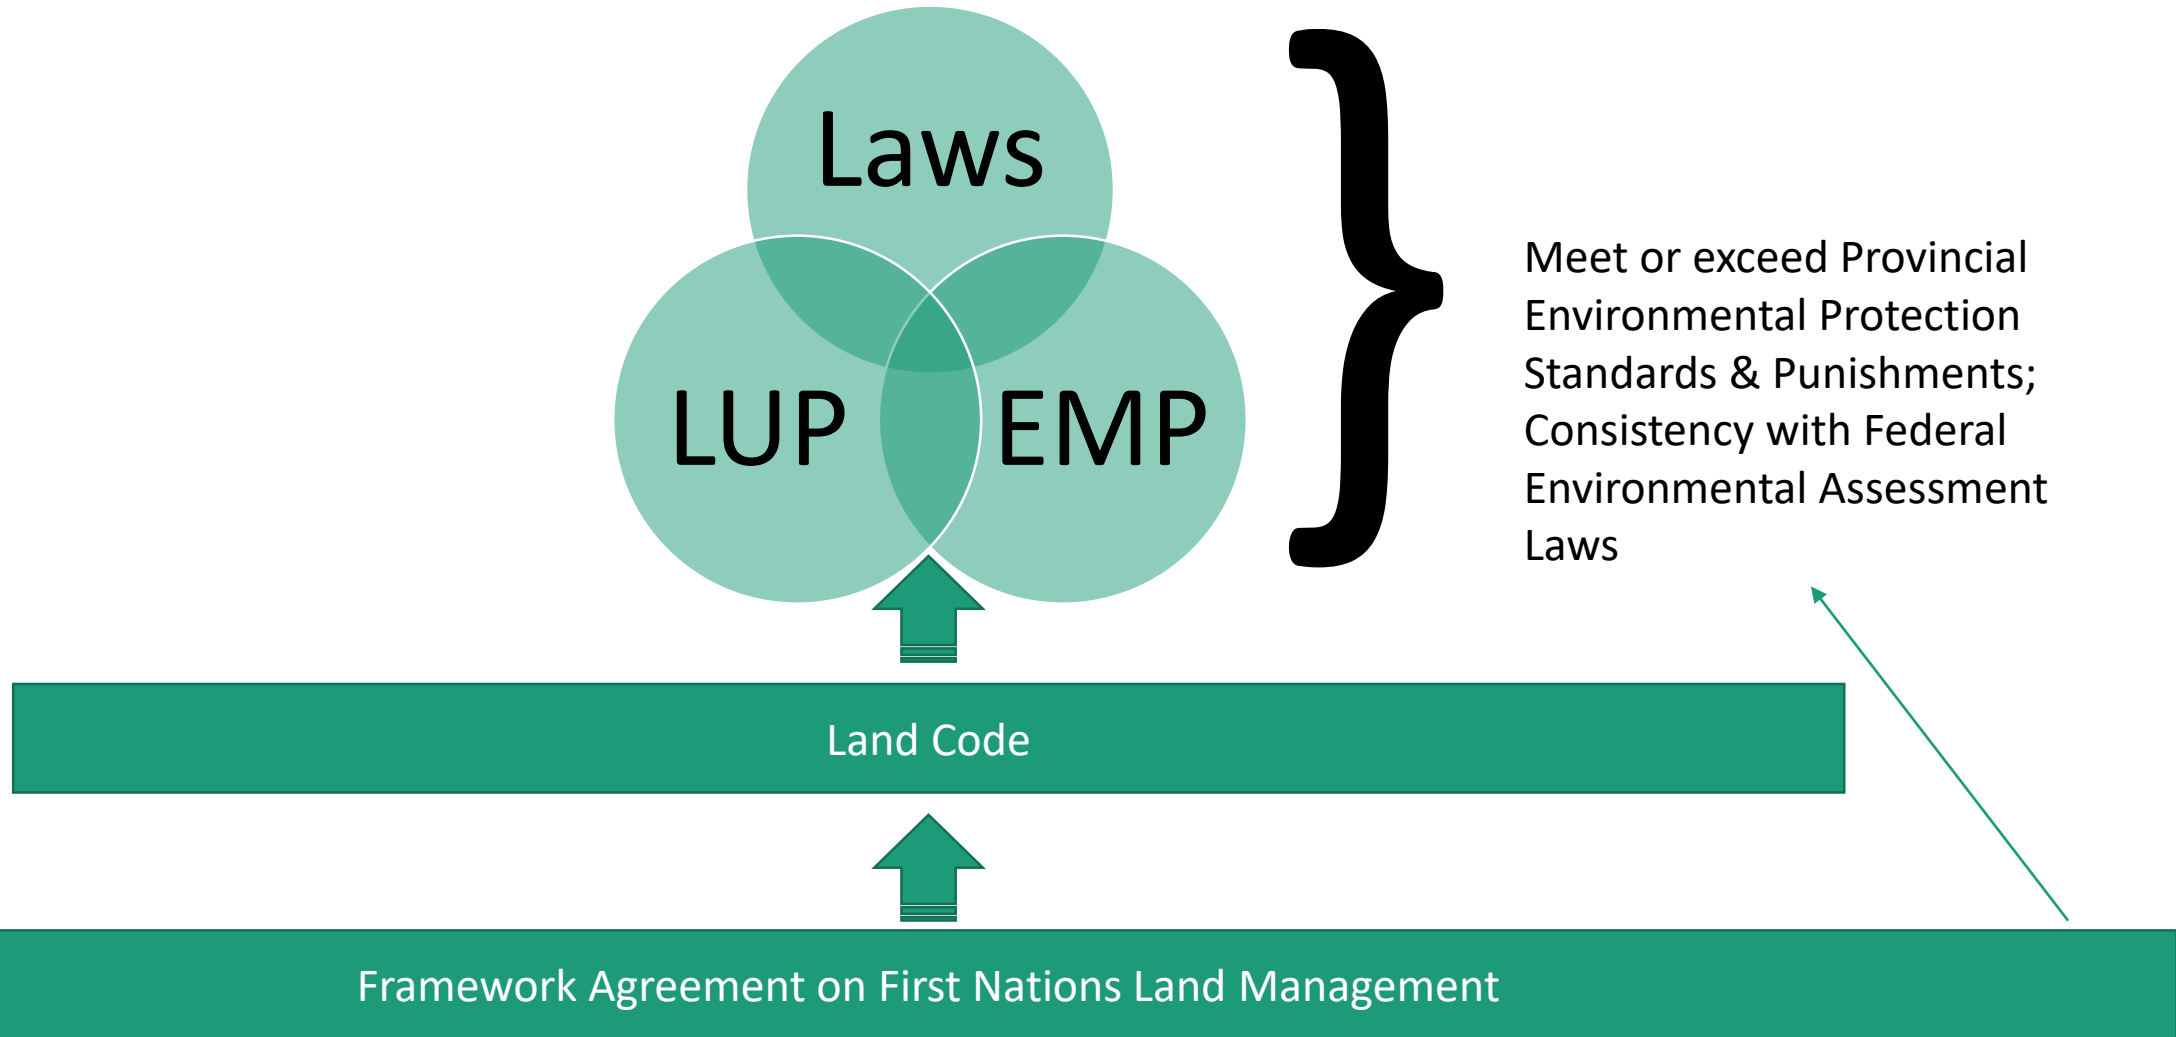 Laws
LUP
EMP
Meet or exceed Provincial
Environmental Protection
Standards & Punishments;
Consistency with Federal
Environmental Assessment
Laws
Land Code
Framework Agreement on First Nations Land Management